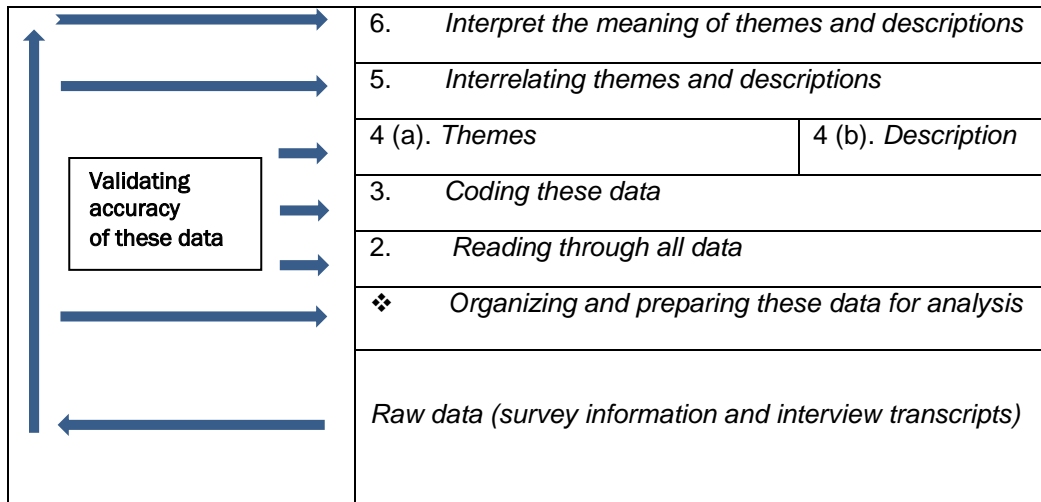 6. Interpret the meaning of themes and descriptions
5. Interrelating themes and descriptions
4 (a). Themes
4 (b). Description
Validating
accuracy
of these data
3. Coding these data
2. Reading through all data
❖ Organizing and preparing these data for analysis
Raw data (survey information and interview transcripts)